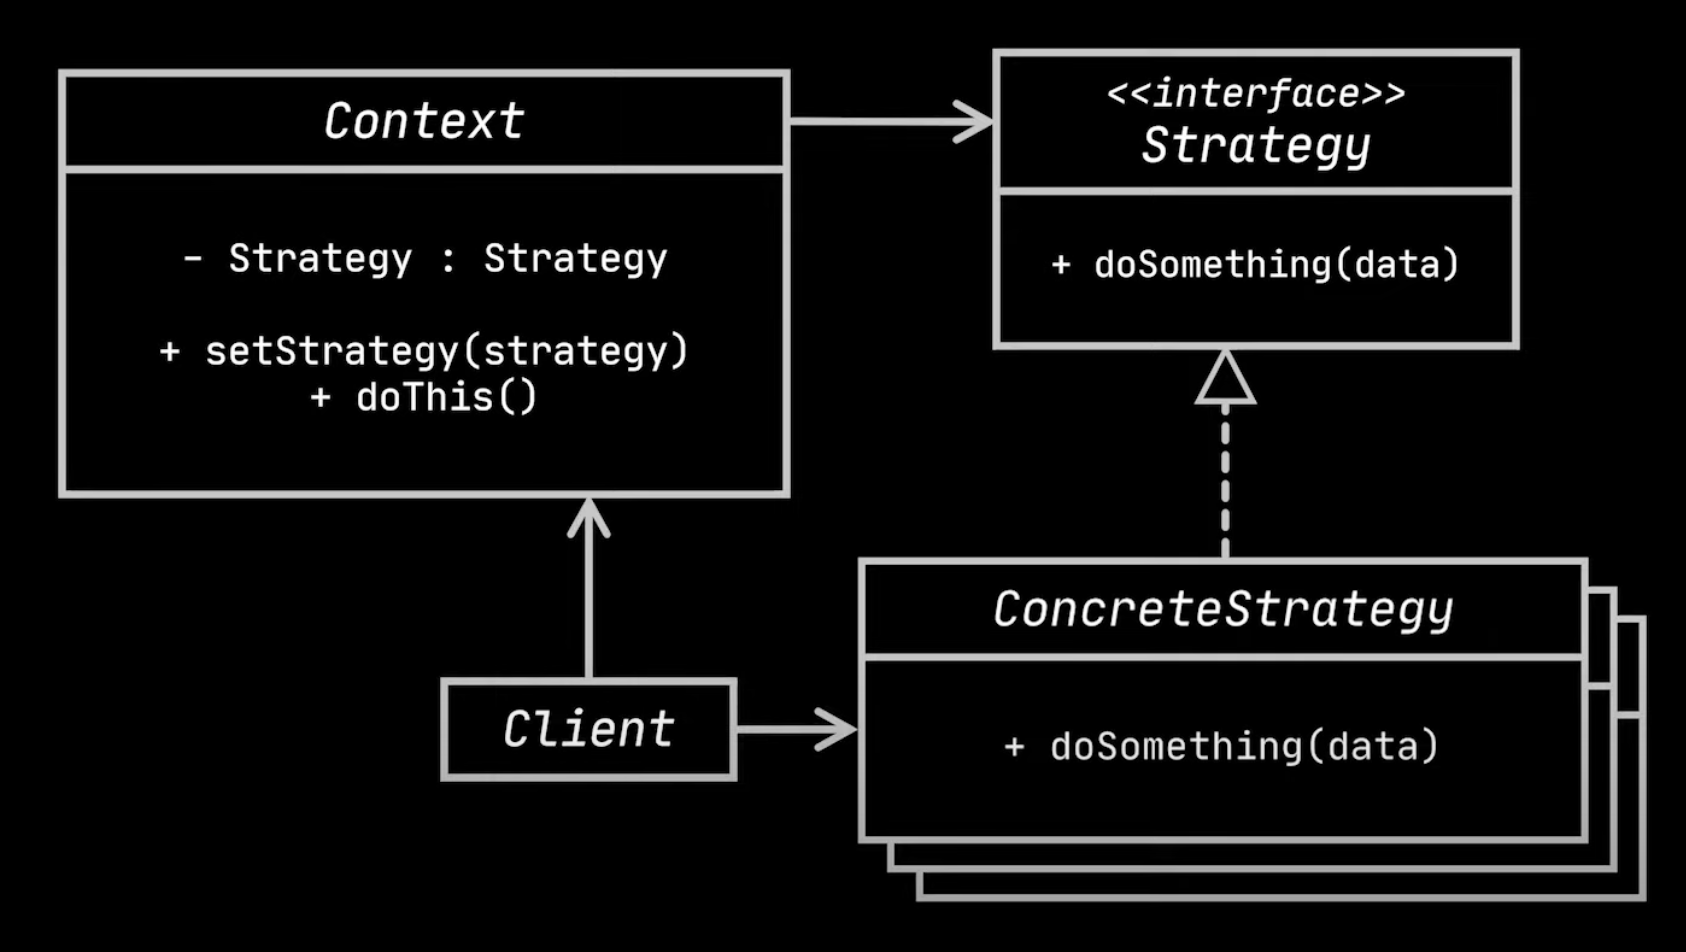 Context
- Strategy : Strategy
+ setStrategy(strategy)
+ doThis()
<<interface>>
Strategy
+ doSomething(data)
Client
ConcreteStrategy
+ doSomething(data)